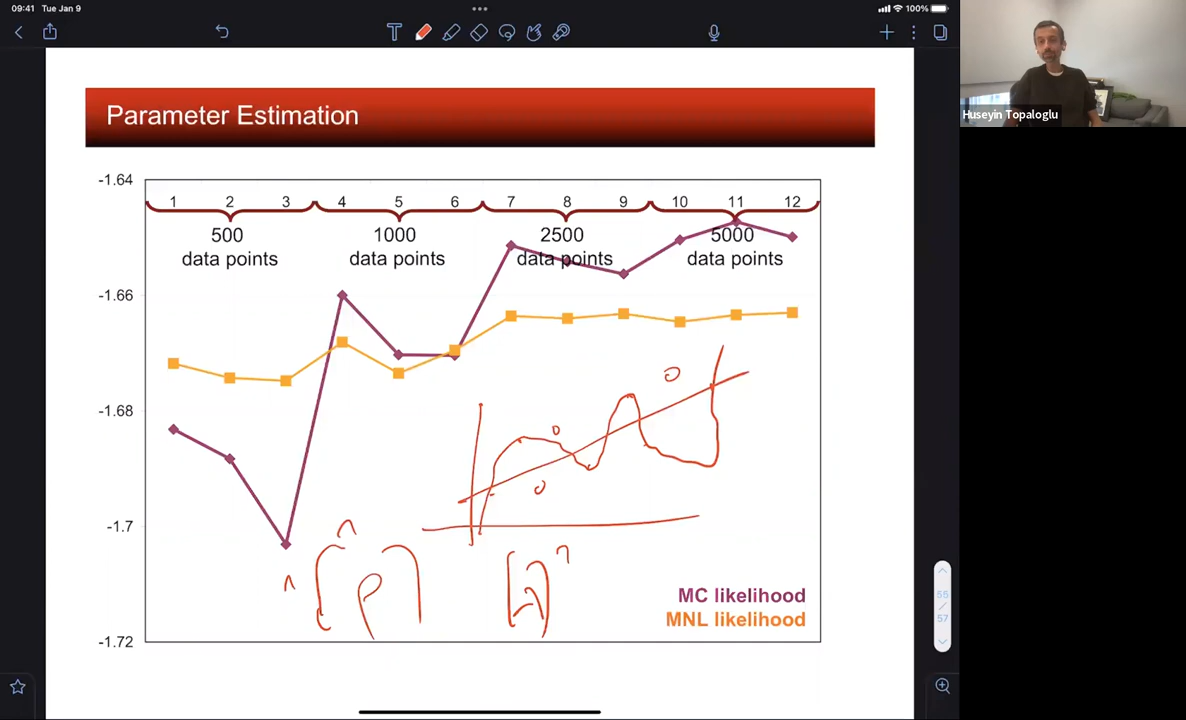 09:41 Tue Jan 9
100%
Huseyin Topaloglu
Parameter Estimation
-1.64
1 2 3 4 5 6 7 8 9 10 11 12
500 1000 2500 5000
data points data points data points data points
-1.66
-1.68
-1.7
-1.72
MC likelihood
MNL likelihood
55
/
57